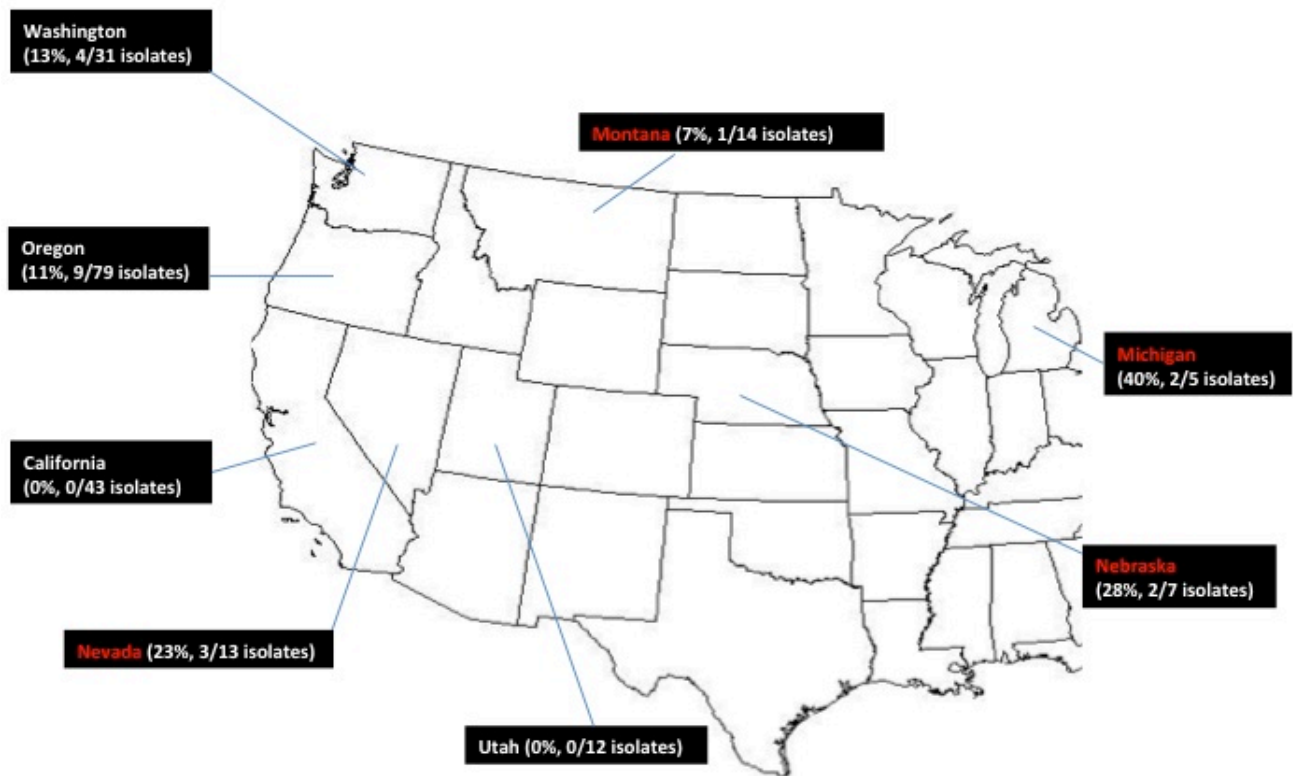 Washington
(13%, 4/31 isolates)
Montana (7%, 1/14 isolates)
Oregon
(11%, 9/79 isolates)
Michigan
(40%, 2/5 isolates)
California
(0%, 0/43 isolates)
Nebraska
(28%, 2/7 isolates)
Nevada (23%, 3/13 isolates)
Utah (0%, 0/12 isolates)